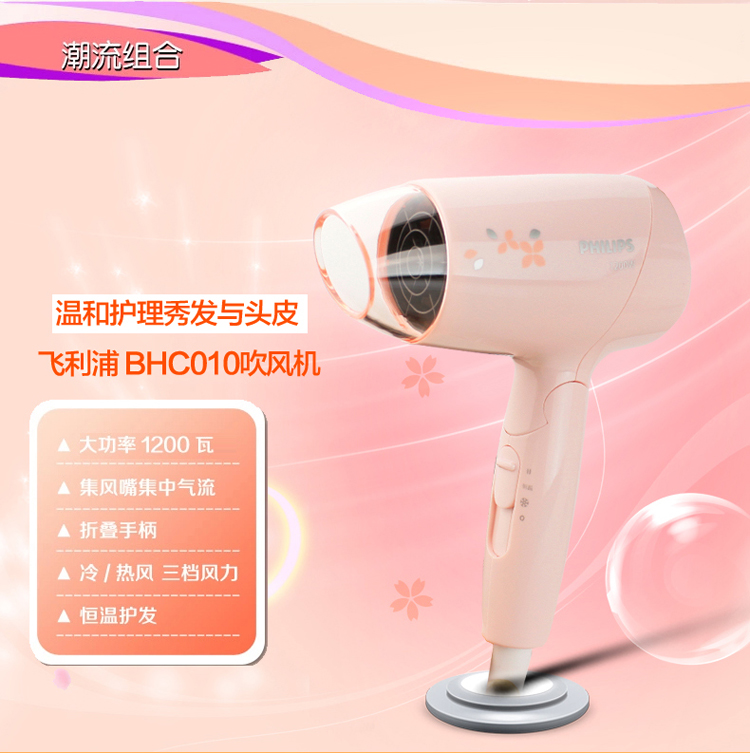 潮流组合
PHILIPS
温和护理秀发与头皮
飞利浦 BHC010吹风机
▲ 大功率 1200 瓦
▲ 集风嘴集中气流
▲ 折叠手柄
▲ 冷 / 热风 三档风力
▲ 恒温护发